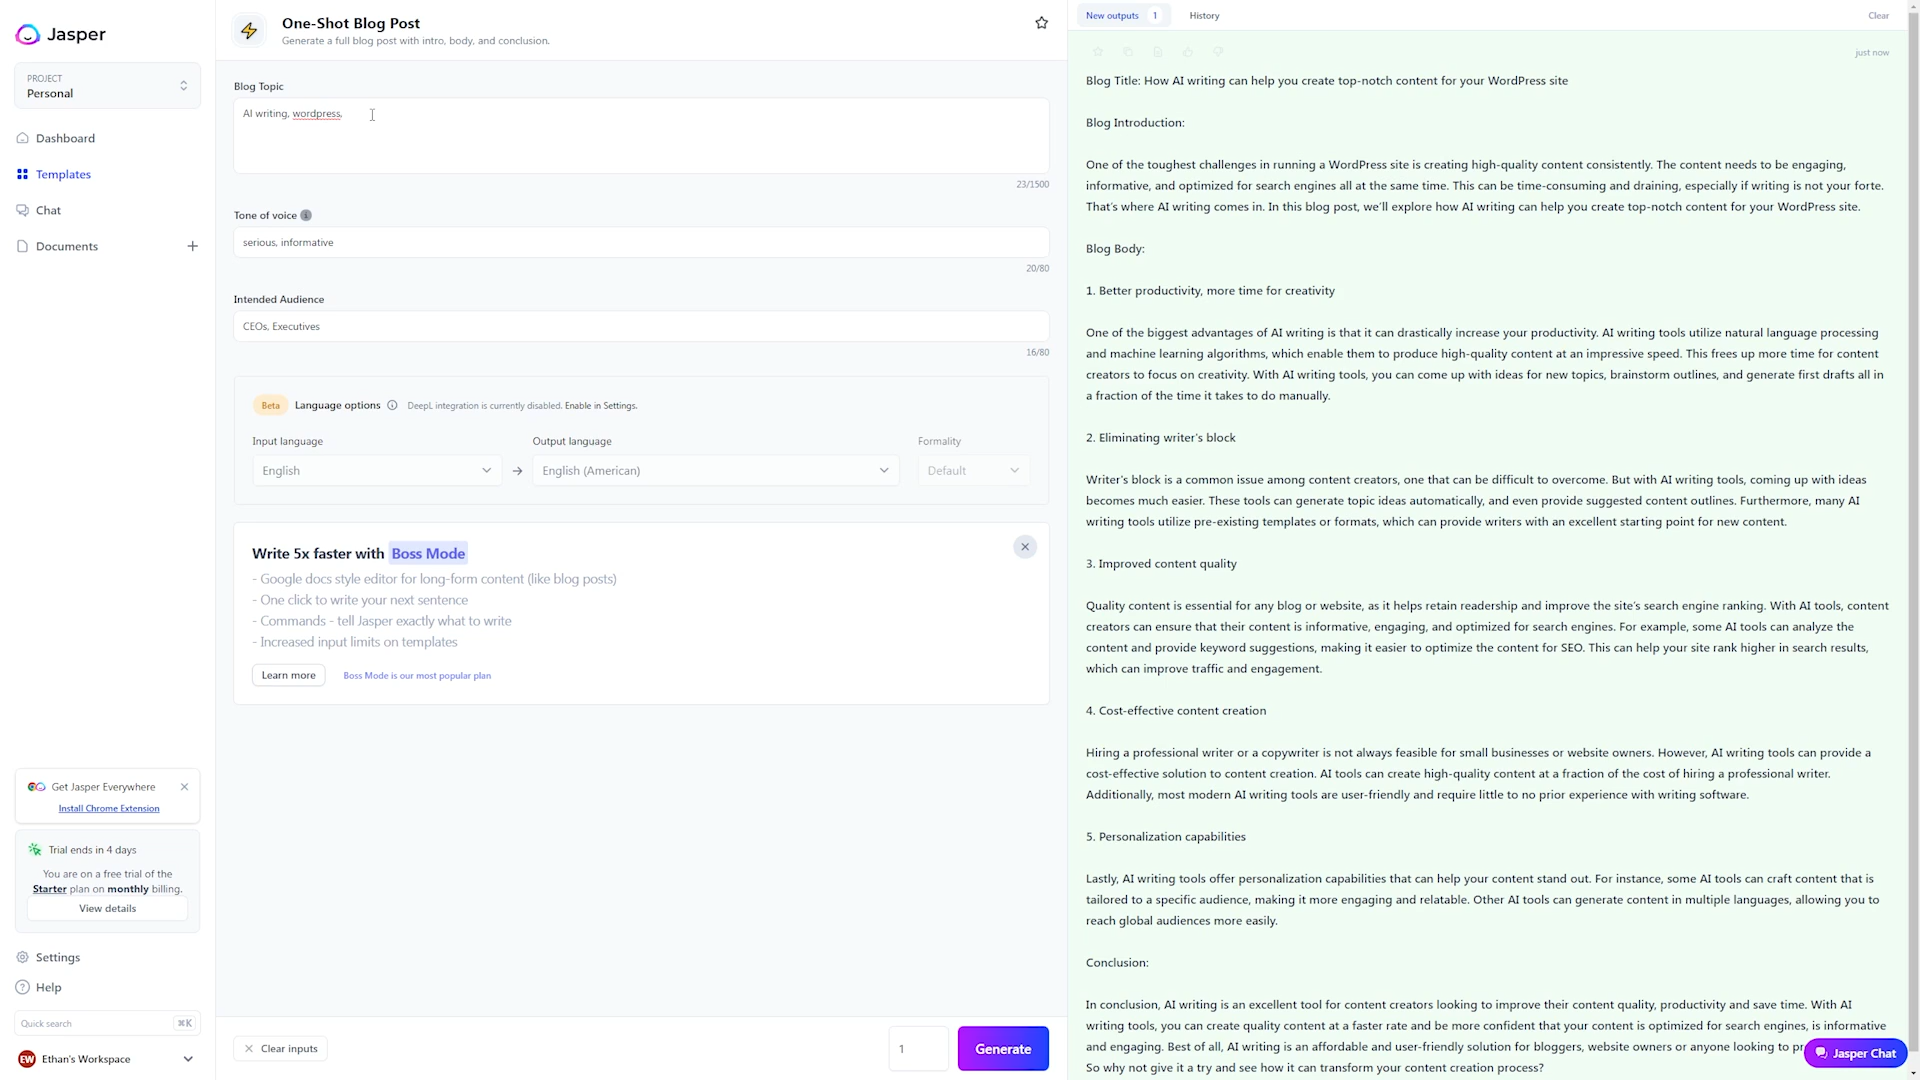 Jasper
PROJECT
Personal
Dashboard
Templates
Chat
Documents
Get Jasper Everywhere
Install Chrome Extension
Trial ends in 4 days
You are on a free trial of the
Starter plan on monthly billing.
View details
Settings
Help
Quick search
⌘K
EW
Ethan's Workspace
One-Shot Blog Post
Generate a full blog post with intro, body, and conclusion.
Blog Topic
AI writing, wordpress,
23/1500
Tone of voice
serious, informative
20/80
Intended Audience
CEOs, Executives
16/80
Beta Language options DeepL integration is currently disabled. Enable in Settings.
Input language
English
Output language
English (American)
Formality
Default
Write 5x faster with Boss Mode
- Google docs style editor for long-form content (like blog posts)
- One click to write your next sentence
- Commands - tell Jasper exactly what to write
- Increased input limits on templates
Learn more
Boss Mode is our most popular plan
Clear inputs
1
Generate
New outputs 1
History
Clear
just now
Blog Title: How AI writing can help you create top-notch content for your WordPress site
Blog Introduction:
One of the toughest challenges in running a WordPress site is creating high-quality content consistently. The content needs to be engaging,
informative, and optimized for search engines all at the same time. This can be time-consuming and draining, especially if writing is not your forte.
That's where AI writing comes in. In this blog post, we'll explore how AI writing can help you create top-notch content for your WordPress site.
Blog Body:
1. Better productivity, more time for creativity
One of the biggest advantages of AI writing is that it can drastically increase your productivity. AI writing tools utilize natural language processing
and machine learning algorithms, which enable them to produce high-quality content at an impressive speed. This frees up more time for content
creators to focus on creativity. With AI writing tools, you can come up with ideas for new topics, brainstorm outlines, and generate first drafts all in
a fraction of the time it takes to do manually.
2. Eliminating writer's block
Writer's block is a common issue among content creators, one that can be difficult to overcome. But with AI writing tools, coming up with ideas
becomes much easier. These tools can generate topic ideas automatically, and even provide suggested content outlines. Furthermore, many AI
writing tools utilize pre-existing templates or formats, which can provide writers with an excellent starting point for new content.
3. Improved content quality
Quality content is essential for any blog or website, as it helps retain readership and improve the site's search engine ranking. With AI tools, content
creators can ensure that their content is informative, engaging, and optimized for search engines. For example, some AI tools can analyze the
content and provide keyword suggestions, making it easier to optimize the content for SEO. This can help your site rank higher in search results,
which can improve traffic and engagement.
4. Cost-effective content creation
Hiring a professional writer or a copywriter is not always feasible for small businesses or website owners. However, AI writing tools can provide a
cost-effective solution to content creation. AI tools can create high-quality content at a fraction of the cost of hiring a professional writer.
Additionally, most modern AI writing tools are user-friendly and require little to no prior experience with writing software.
5. Personalization capabilities
Lastly, AI writing tools offer personalization capabilities that can help your content stand out. For instance, some AI tools can craft content that is
tailored to a specific audience, making it more engaging and relatable. Other AI tools can generate content in multiple languages, allowing you to
reach global audiences more easily.
Conclusion:
In conclusion, AI writing is an excellent tool for content creators looking to improve their content quality, productivity and save time. With AI
writing tools, you can create quality content at a faster rate and be more confident that your content is optimized for search engines, is informative
and engaging. Best of all, AI writing is an affordable and user-friendly solution for bloggers, website owners or anyone looking to
So why not give it a try and see how it can transform your content creation process?
Jasper Chat